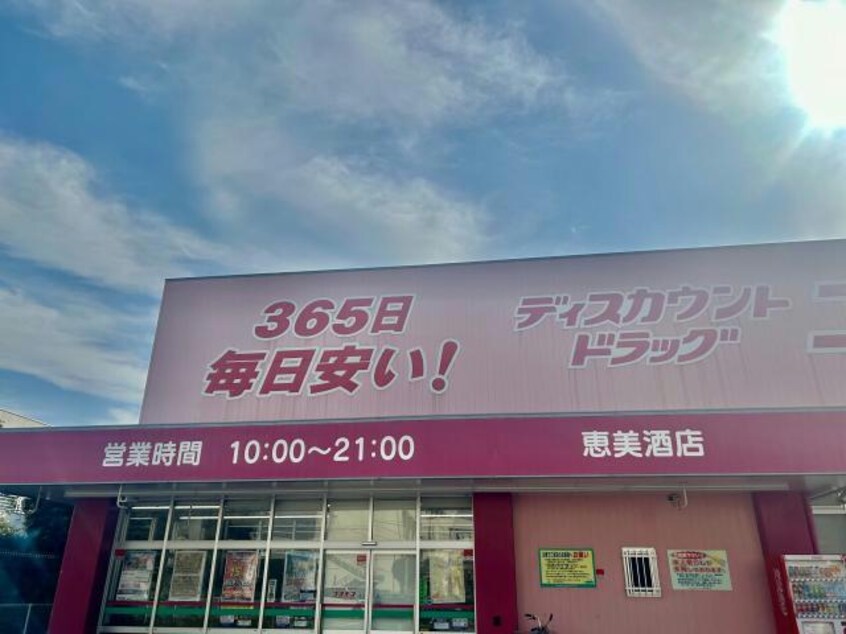 365日
毎日安い!
ディスカウント
ドラッグ
営業時間 10:00~21:00
恵美酒店